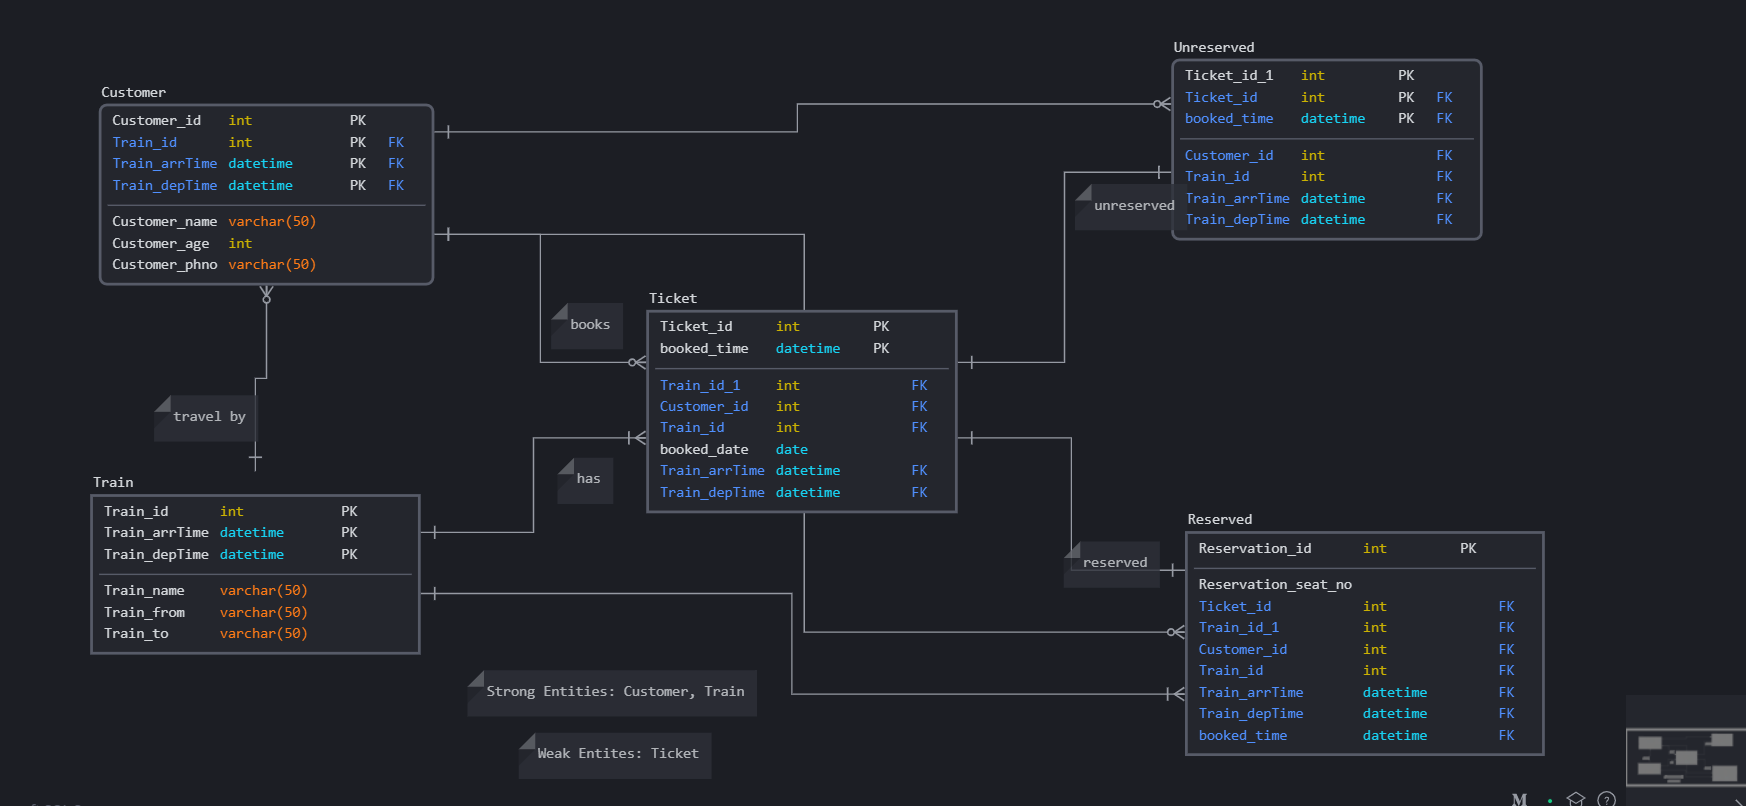 Customer
Customer_id int PK
Train_id int PK FK
Train_arrTime datetime PK FK
Train_depTime datetime PK FK
Customer_name varchar(50)
Customer_age int
Customer_phno varchar(50)
Unreserved
Ticket_id_1 int PK
Ticket_id int PK FK
booked_time datetime PK FK
Customer_id int FK
Train_id int FK
Train_arrTime datetime FK
Train_depTime datetime FK
unreserved
books
Ticket
Ticket_id int PK
booked_time datetime PK
Train_id_1 int FK
Customer_id int FK
Train_id int FK
booked_date date
Train_arrTime datetime FK
Train_depTime datetime FK
travel by
has
Train
Train_id int PK
Train_arrTime datetime PK
Train_depTime datetime PK
Train_name varchar(50)
Train_from varchar(50)
Train_to varchar(50)
reserved
Reserved
Reservation_id int PK
Reservation_seat_no
Ticket_id int FK
Train_id_1 int FK
Customer_id int FK
Train_id int FK
Train_arrTime datetime FK
Train_depTime datetime FK
booked_time datetime FK
Strong Entities: Customer, Train
Weak Entites: Ticket
M
?